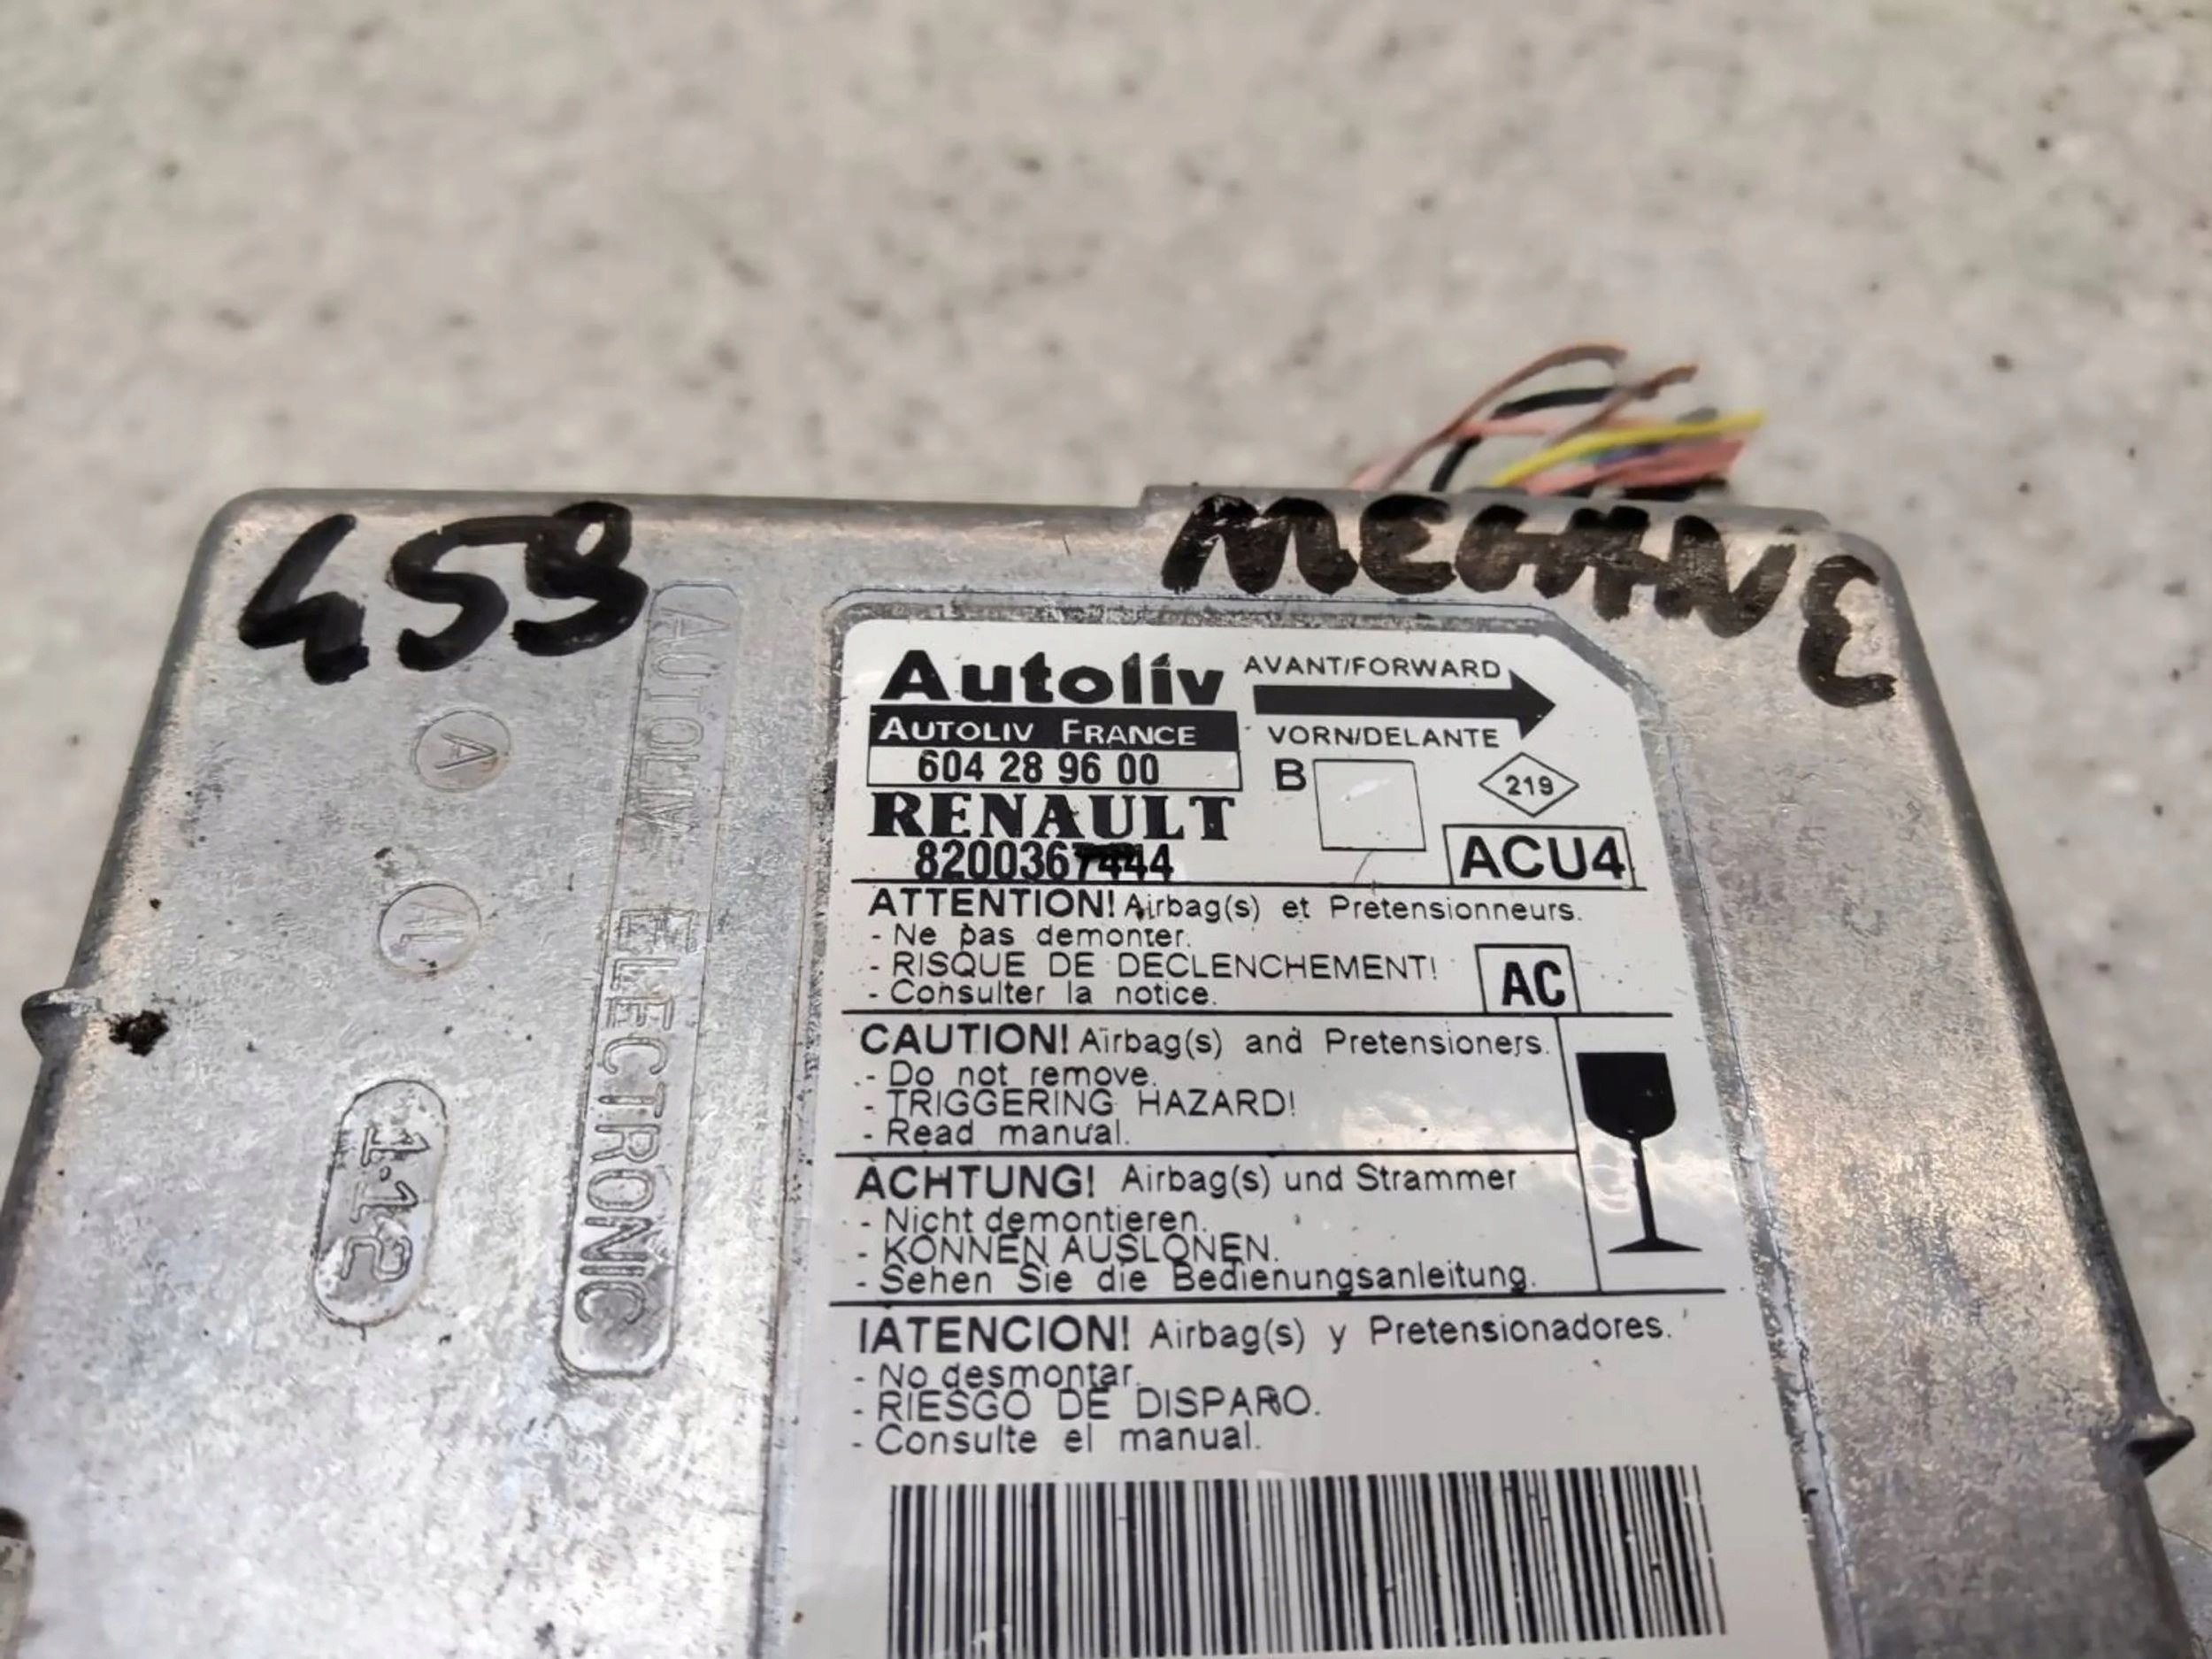 459
MEGANE
AUTOLIV ELECTRONIC
A
AL
1.12
Autoliv
AVANT/FORWARD
AUTOLIV FRANCE
VORN/DELANTE
604 28 96 00
B
219
RENAULT
8200367444
ACU4
ATTENTION! Airbag(s) et Pretensionneurs.
- Ne pas demonter.
- RISQUE DE DECLENCHEMENT!
- Consulter la notice.
AC
CAUTION! Airbag(s) and Pretensioners.
- Do not remove.
- TRIGGERING HAZARD!
- Read manual.
ACHTUNG! Airbag(s) und Strammer
- Nicht demontieren.
- KONNEN AUSLONEN.
- Sehen Sie die Bedienungsanleitung.
!ATENCION! Airbag(s) y Pretensionadores.
- No desmontar.
- RIESGO DE DISPARO.
- Consulte el manual.